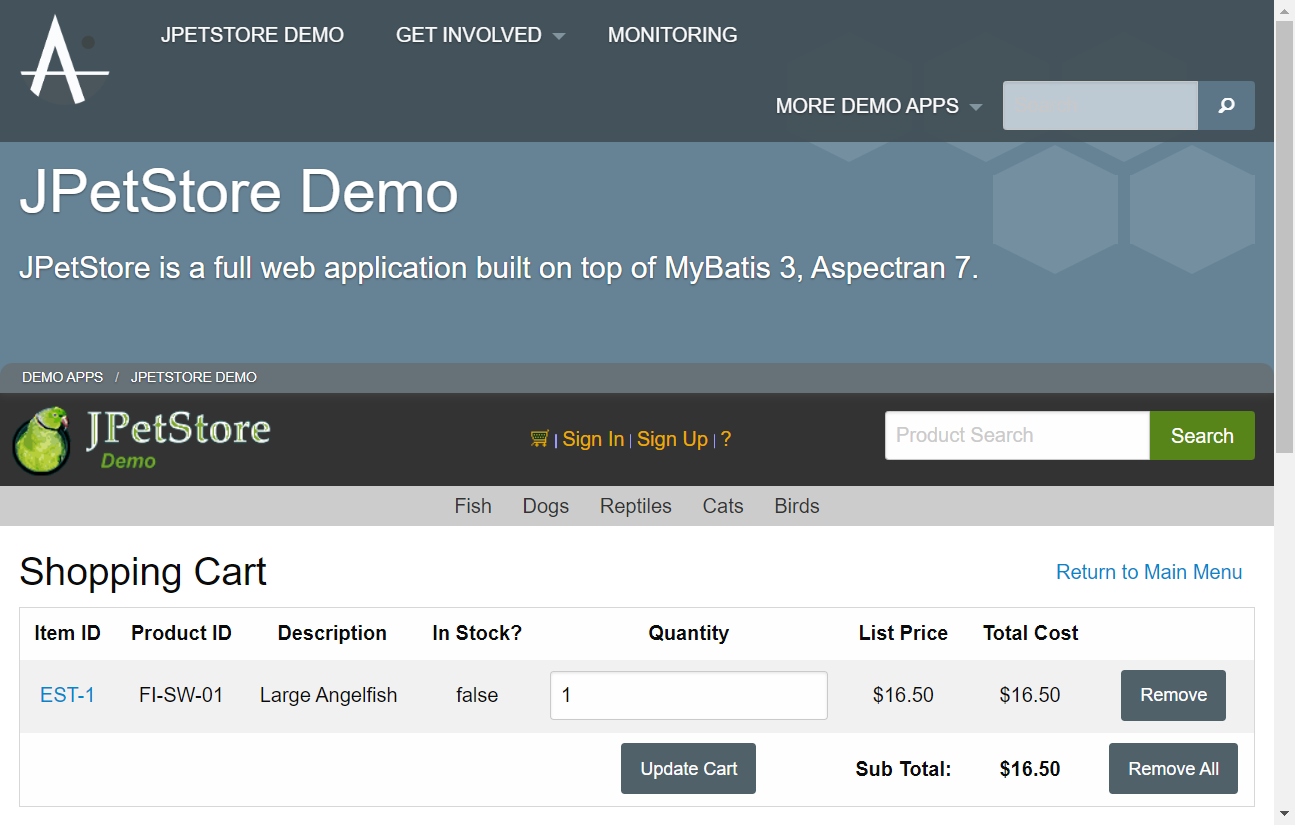 JPETSTORE DEMO GET INVOLVED MONITORING
MORE DEMO APPS
JPetStore Demo
JPetStore is a full web application built on top of MyBatis 3, Aspectran 7.
DEMO APPS / JPETSTORE DEMO
JPetStore
Demo
| Sign In | Sign Up | ?
Product Search
Search
Fish Dogs Reptiles Cats Birds
Shopping Cart
Return to Main Menu
Item ID Product ID Description In Stock? Quantity List Price Total Cost
EST-1 FI-SW-01 Large Angelfish false 1 $16.50 $16.50 Remove
Update Cart Sub Total: $16.50 Remove All